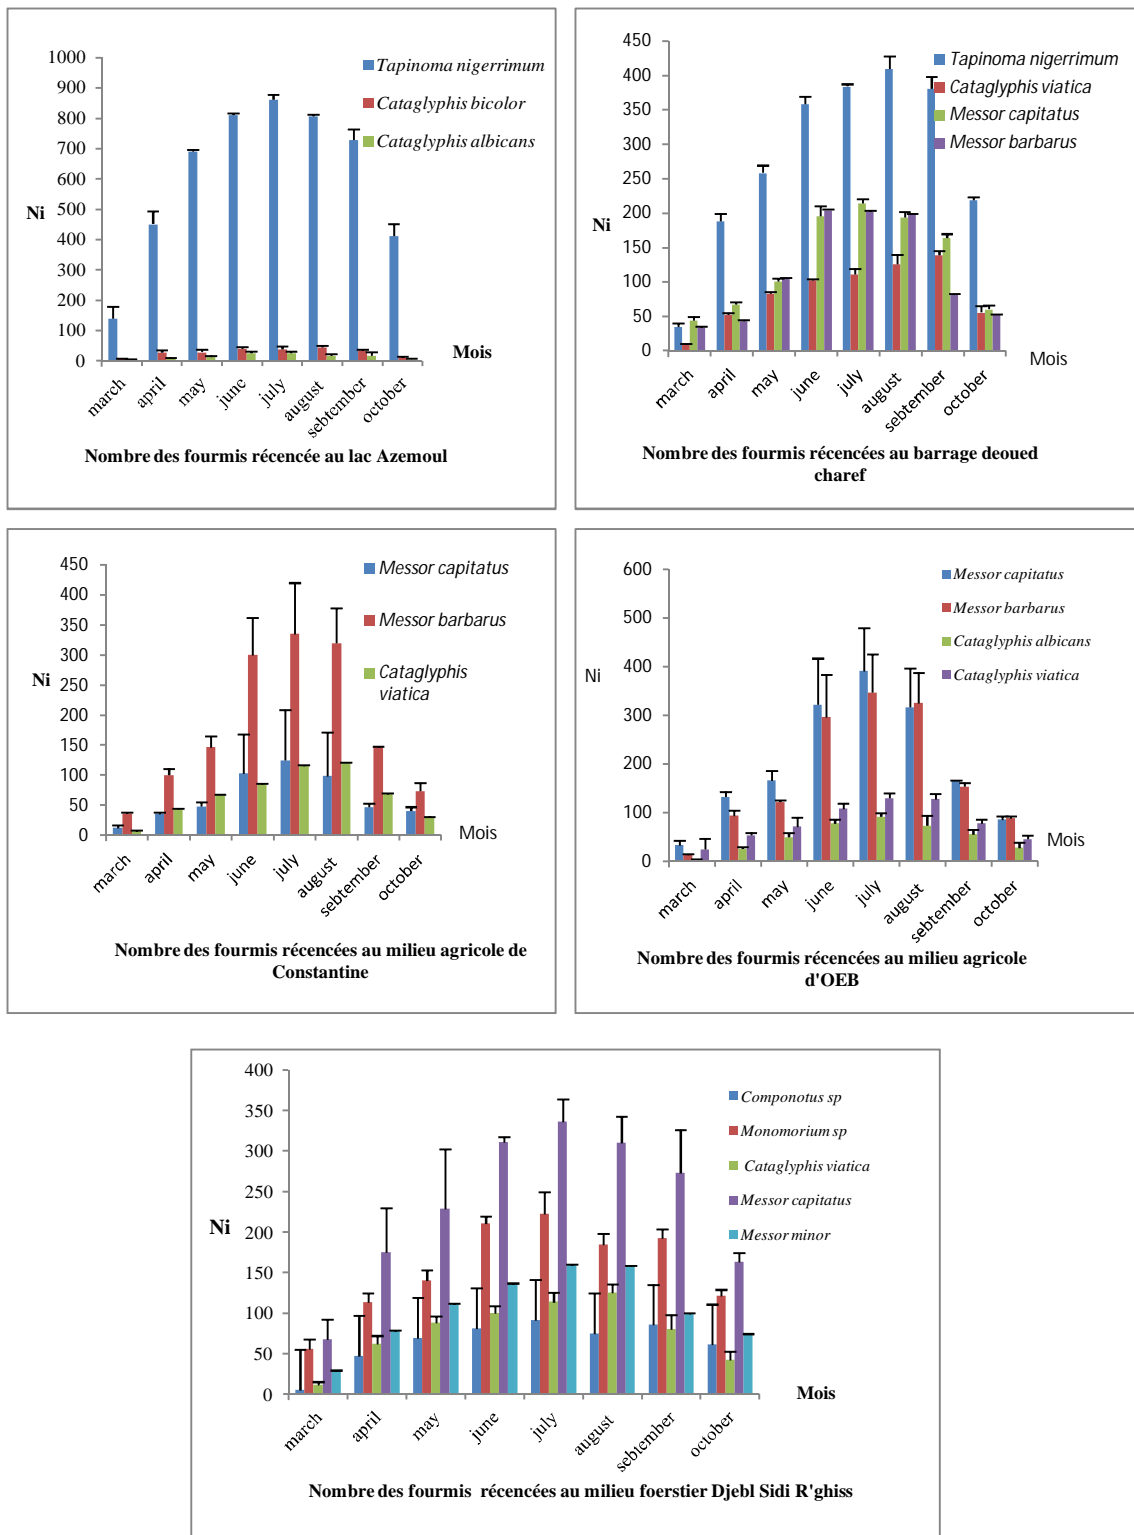 1000
900
800
700
600
500
400
300
200
100
0
Ni
Tapinoma nigerrimum
Cataglyphis bicolor
Cataglyphis albicans
Mois
march
april
may
june
july
august
sebtember
october
Nombre des fourmis récencée au lac Azemoul
450
400
350
300
250
200
150
100
50
0
Ni
Tapinoma nigerrimum
Cataglyphis viatica
Messor capitatus
Messor barbarus
Mois
march
april
may
june
july
august
sebtember
october
Nombre des fourmis récencées au barrage deoued
charef
450
400
350
300
250
200
150
100
50
0
Ni
Messor capitatus
Messor barbarus
Cataglyphis
viatica
Mois
march
april
may
june
july
august
sebtember
october
Nombre des fourmis récencées au milieu agricole de
Constantine
600
500
400
300
200
100
0
Ni
Messor capitatus
Messor barbarus
Cataglyphis albicans
Cataglyphis viatica
Mois
march
april
may
june
july
august
sebtember
october
Nombre des fourmis récencées au milieu agricole
d'OEB
400
350
300
250
200
150
100
50
0
Ni
Componotus sp
Monomorium sp
Cataglyphis viatica
Messor capitatus
Messor minor
Mois
march
april
may
june
july
august
sebtember
october
Nombre des fourmis récencées au milieu foerstier Djebl Sidi R'ghiss